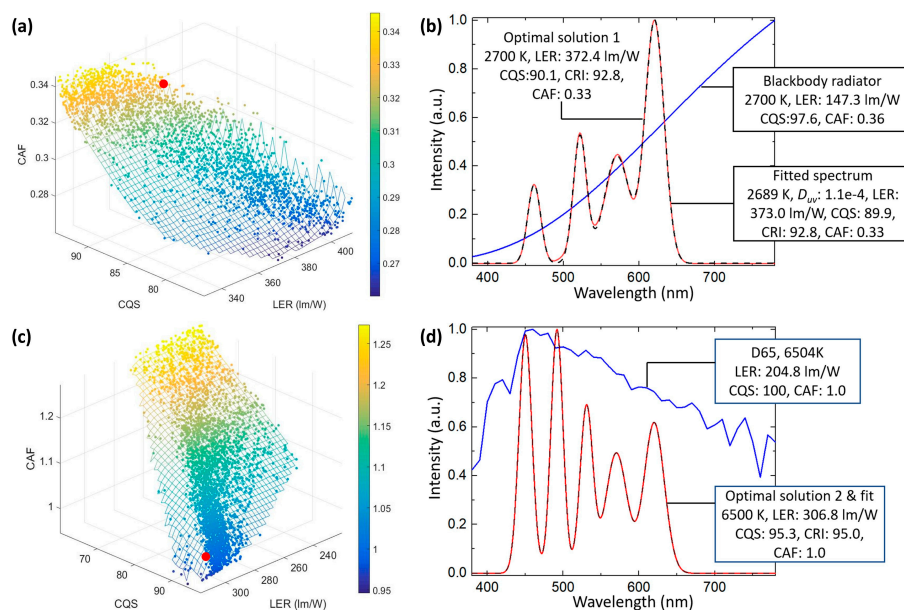 (a)
0.34
0.32
0.3
0.28
CAF
90
85
80
CQS
340
360
380
400
LER (lm/W)
0.34
0.33
0.32
0.31
0.3
0.29
0.28
0.27
(b)
1.0
0.8
0.6
0.4
0.2
0.0
Intensity (a.u.)
400
500
600
700
Wavelength (nm)
Optimal solution 1
2700 K, LER: 372.4 lm/W
CQS:90.1, CRI: 92.8,
CAF: 0.33
Blackbody radiator
2700 K, LER: 147.3 lm/W
CQS:97.6, CAF: 0.36
Fitted spectrum
2689 K, Duv: 1.1e-4, LER:
373.0 lm/W, CQS: 89.9,
CRI: 92.8, CAF: 0.33
(c)
1.2
1.1
1
CAF
70
80
90
CQS
300
280
260
240
LER (lm/W)
1.25
1.2
1.15
1.1
1.05
1
0.95
(d)
1.0
0.8
0.6
0.4
0.2
0.0
Intensity (a.u.)
400
500
600
700
Wavelength (nm)
D65, 6504K
LER: 204.8 lm/W
CQS: 100, CAF: 1.0
Optimal solution 2 & fit
6500 K, LER: 306.8 lm/W
CQS: 95.3, CRI: 95.0,
CAF: 1.0